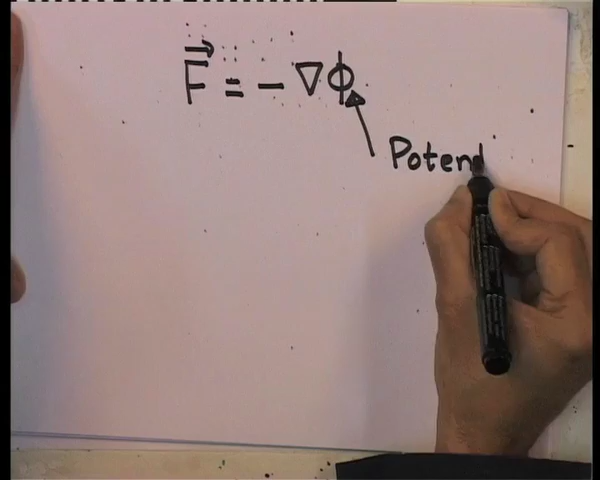 F⃗ = − ∇ϕ
Poten